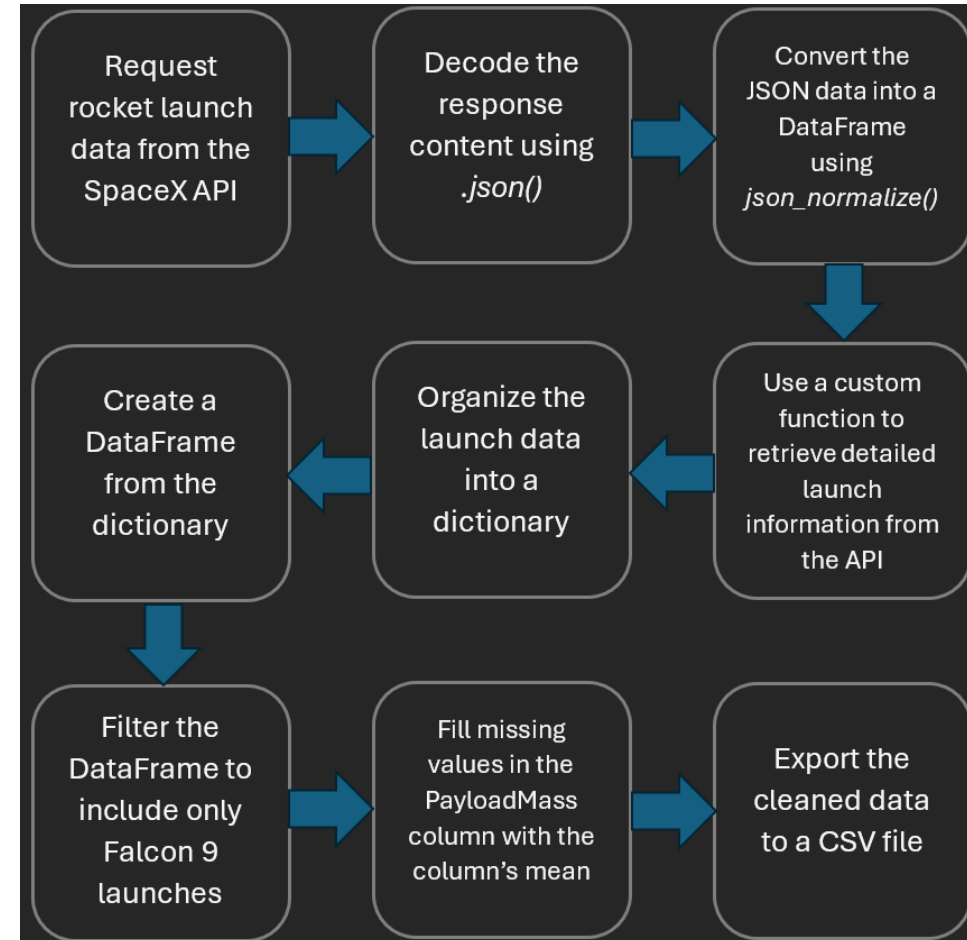 Request
rocket launch
data from the
SpaceX API
Decode the
response
content using
.json()
Convert the
JSON data into a
DataFrame
using
json_normalize()
Use a custom
function to
retrieve detailed
launch
information from
the API
Organize the
launch data
into a
dictionary
Create a
DataFrame
from the
dictionary
Filter the
DataFrame to
include only
Falcon 9
launches
Fill missing
values in the
PayloadMass
column with the
column’s mean
Export the
cleaned data
to a CSV file